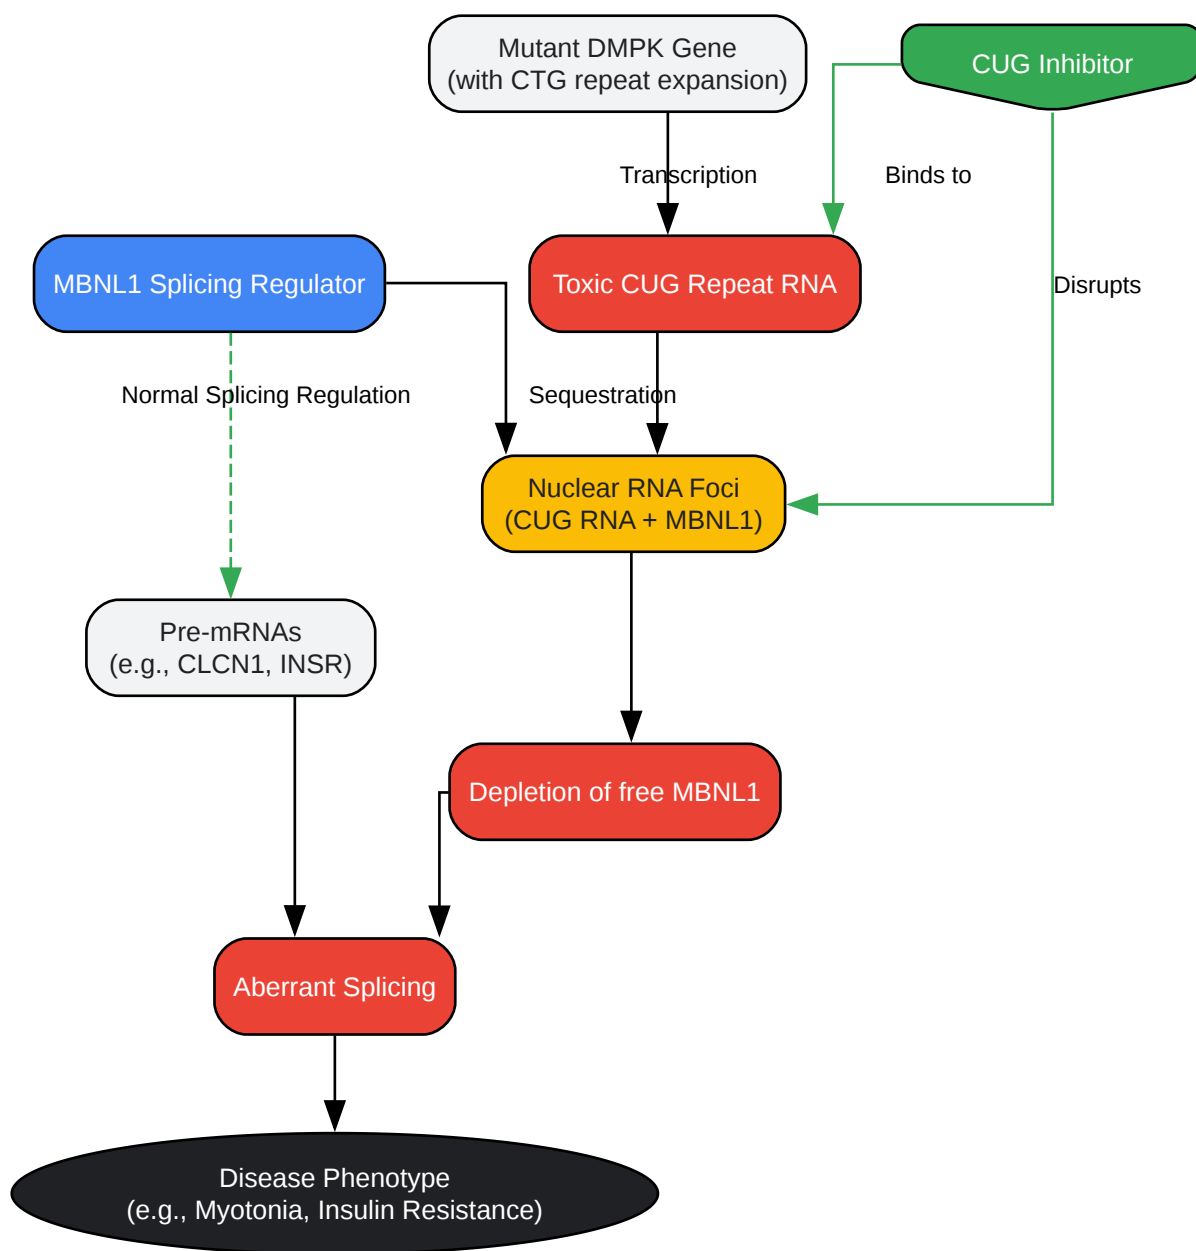 Mutant DMPK Gene
(with CTG repeat expansion)
CUG Inhibitor
Transcription
Binds to
MBNL1 Splicing Regulator
Toxic CUG Repeat RNA
Disrupts
Normal Splicing Regulation
Sequestration
Nuclear RNA Foci
(CUG RNA + MBNL1)
Pre-mRNAs
(e.g., CLCN1, INSR)
Depletion of free MBNL1
Aberrant Splicing
Disease Phenotype
(e.g., Myotonia, Insulin Resistance)